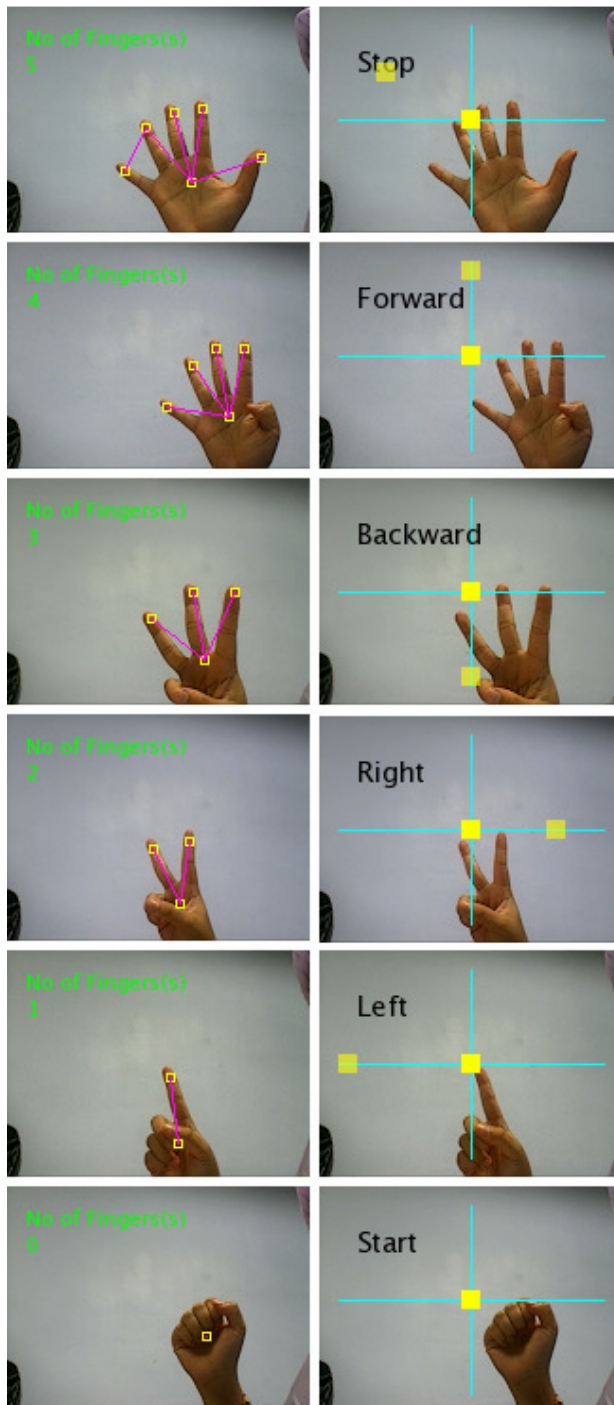 No of Fingers(s)
5
Stop
No of Fingers(s)
4
Forward
No of Fingers(s)
3
Backward
No of Fingers(s)
2
Right
No of Fingers(s)
1
Left
No of Fingers(s)
0
Start